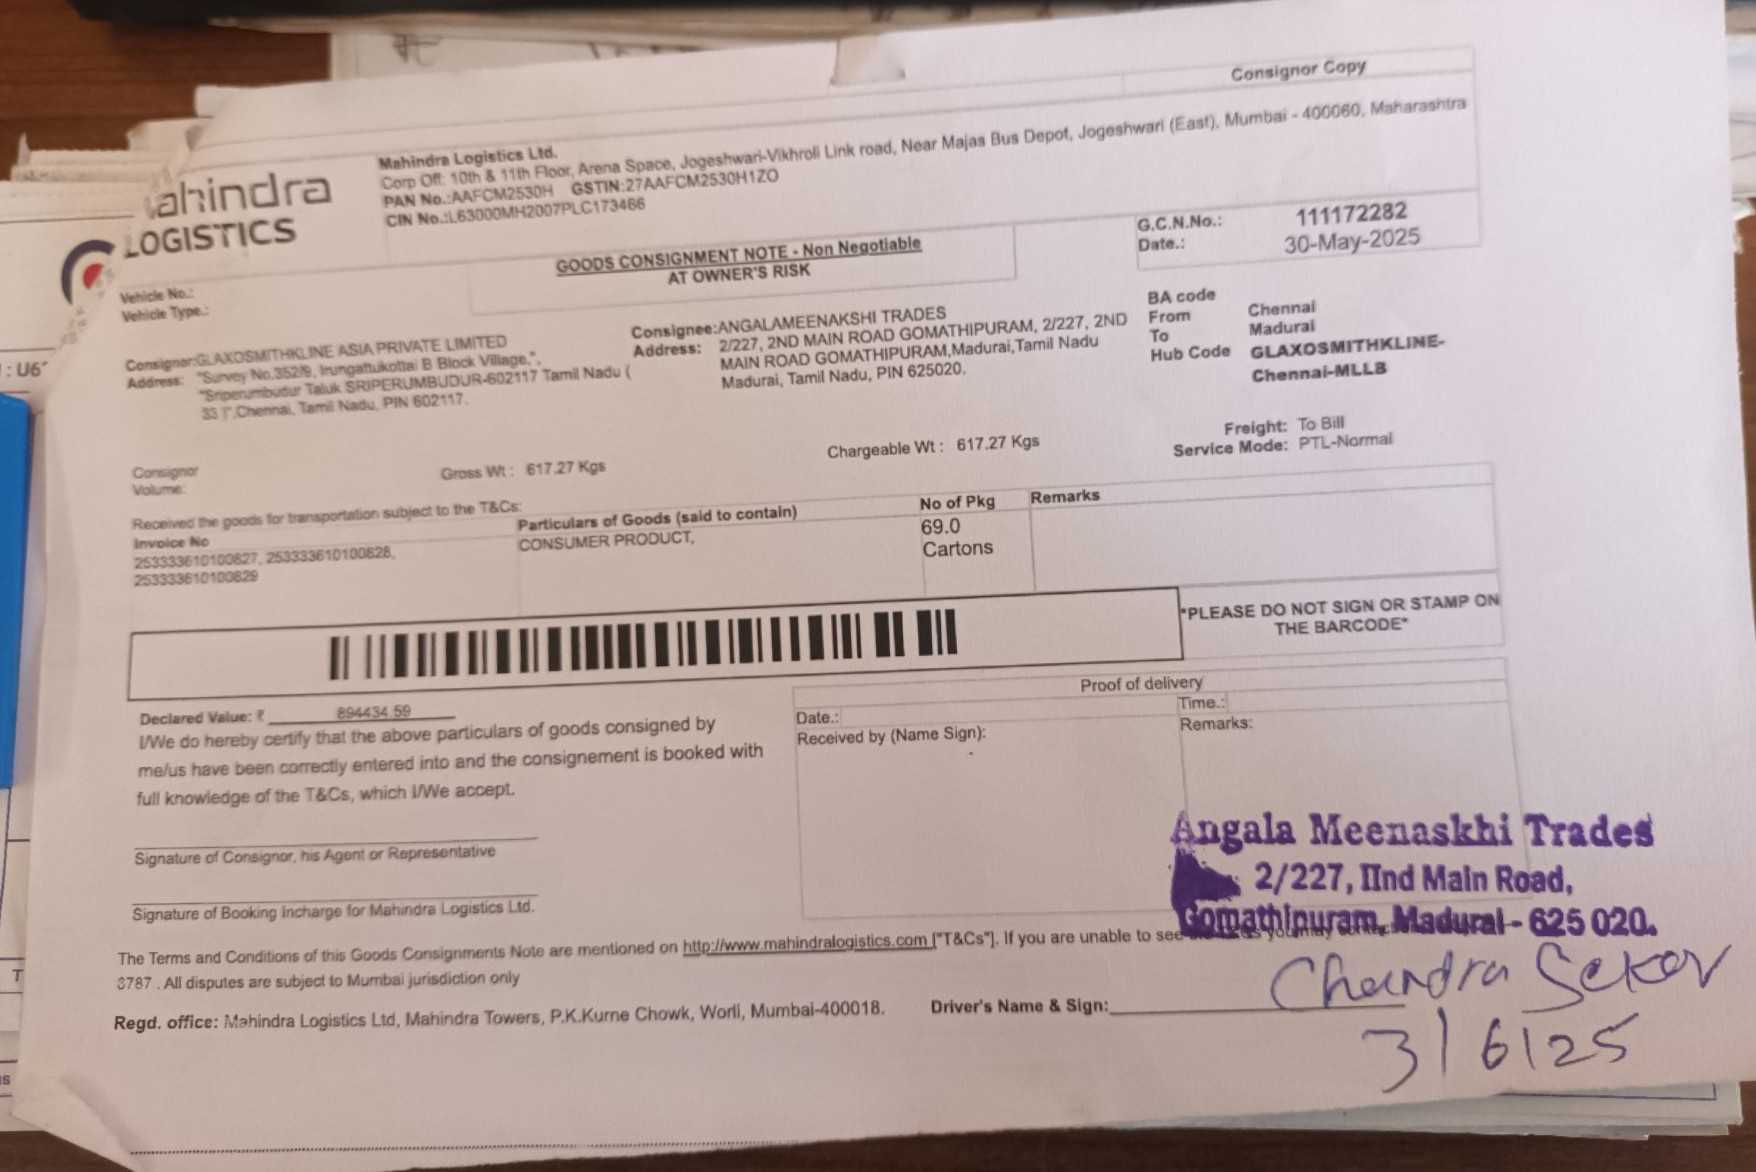 Consignor Copy
Mahindra Logistics Ltd.
Corp Off: 10th & 11th Floor, Arena Space, Jogeshwari-Vikhroli Link road, Near Majas Bus Depot, Jogeshwari (East), Mumbai - 400060, Maharashtra
PAN No.:AAFCM2530H GSTIN:27AAFCM2530H1ZO
CIN No.:L63000MH2007PLC173466
ahindra
LOGISTICS
G.C.N.No.: 111172282
Date.: 30-May-2025
GOODS CONSIGNMENT NOTE - Non Negotiable
AT OWNER'S RISK
Vehicle No.:
Vehicle Type.:
Consignor:GLAXOSMITHKLINE ASIA PRIVATE LIMITED
Address: "Survey No.352/9, Irungattukottai B Block Village,",
"Sriperumbudur Taluk SRIPERUMBUDUR-602117 Tamil Nadu (
33 )",Chennai, Tamil Nadu, PIN 602117.
Consignee:ANGALAMEENAKSHI TRADES
Address: 2/227, 2ND MAIN ROAD GOMATHIPURAM, 2/227, 2ND
MAIN ROAD GOMATHIPURAM,Madurai,Tamil Nadu
Madurai, Tamil Nadu, PIN 625020.
BA code
From Chennai
To Madurai
Hub Code GLAXOSMITHKLINE-
Chennai-MLLB
Freight: To Bill
Service Mode: PTL-Normal
Consignor
Volume:
Gross Wt : 617.27 Kgs
Chargeable Wt : 617.27 Kgs
Received the goods for transportation subject to the T&Cs:
Invoice No
253333610100827, 253333610100828,
253333610100829
Particulars of Goods (said to contain)
CONSUMER PRODUCT,
No of Pkg
69.0
Cartons
Remarks
*PLEASE DO NOT SIGN OR STAMP ON
THE BARCODE*
Declared Value: ₹ 894434.59
I/We do hereby certify that the above particulars of goods consigned by
me/us have been correctly entered into and the consignement is booked with
full knowledge of the T&Cs, which I/We accept.
Signature of Consignor, his Agent or Representative
Signature of Booking Incharge for Mahindra Logistics Ltd.
Proof of delivery
Date.:
Time.:
Received by (Name Sign):
Remarks:
Angala Meenaskhi Trades
2/227, IInd Main Road,
Gomathipuram, Madurai - 625 020.
The Terms and Conditions of this Goods Consignments Note are mentioned on http://www.mahindralogistics.com ["T&Cs"]. If you are unable to see you may
3787 . All disputes are subject to Mumbai jurisdiction only
Regd. office: Mahindra Logistics Ltd, Mahindra Towers, P.K.Kurne Chowk, Worli, Mumbai-400018.
Driver's Name & Sign:
Chandra Seker
3/6/25